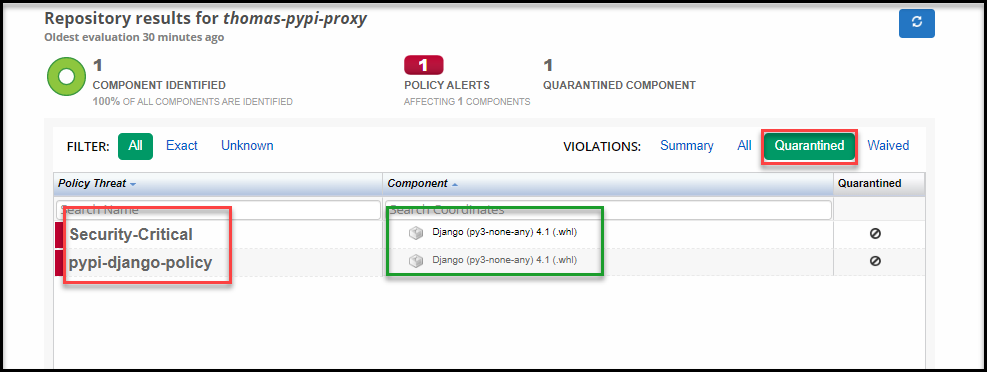 Repository results for thomas-pypi-proxy
Oldest evaluation 30 minutes ago
1
COMPONENT IDENTIFIED
100% OF ALL COMPONENTS ARE IDENTIFIED
1
POLICY ALERTS
AFFECTING 1 COMPONENTS
1
QUARANTINED COMPONENT
FILTER: All Exact Unknown
VIOLATIONS: Summary All Quarantined Waived
Policy Threat Component Quarantined
Search Name Search Coordinates
Security-Critical Django (py3-none-any) 4.1 (.whl)
pypi-django-policy Django (py3-none-any) 4.1 (.whl)